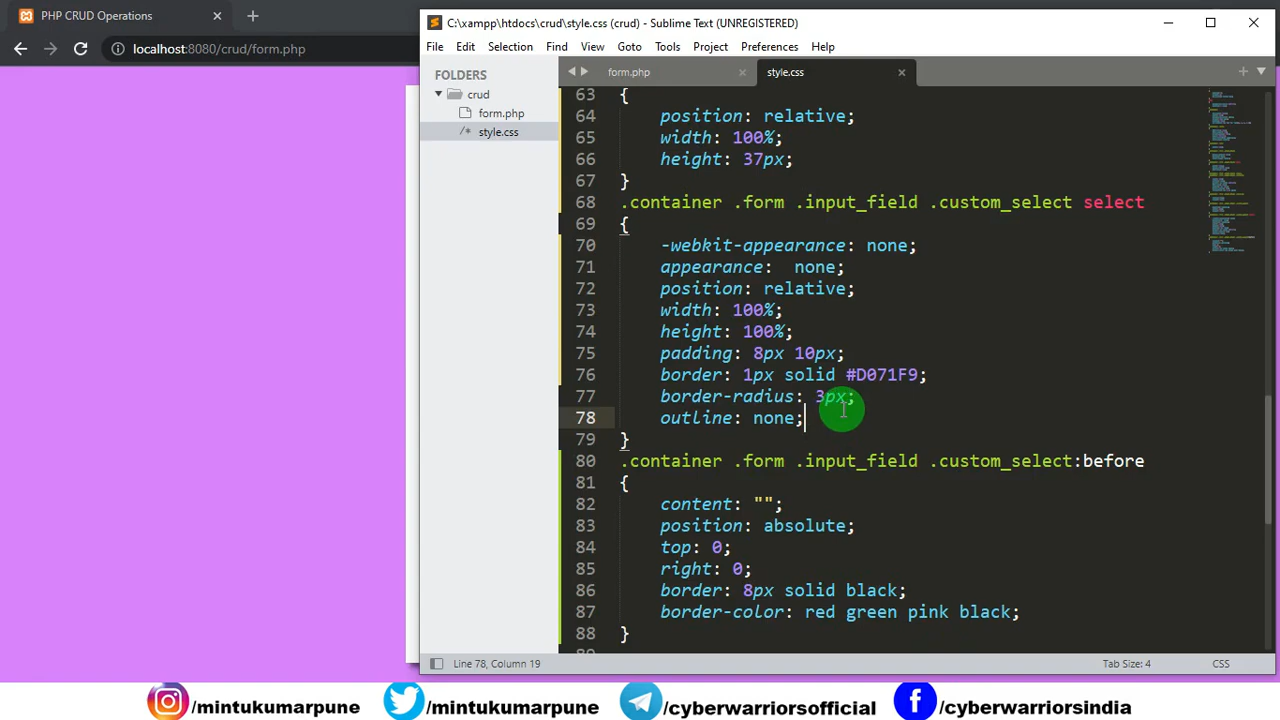 PHP CRUD Operations
localhost:8080/crud/form.php
C:\xampp\htdocs\crud\style.css (crud) - Sublime Text (UNREGISTERED)
File Edit Selection Find View Goto Tools Project Preferences Help
FOLDERS
crud
form.php
/* style.css
form.php style.css
63 {
64 position: relative;
65 width: 100%;
66 height: 37px;
67 }
68 .container .form .input_field .custom_select select
69 {
70 -webkit-appearance: none;
71 appearance: none;
72 position: relative;
73 width: 100%;
74 height: 100%;
75 padding: 8px 10px;
76 border: 1px solid #D071F9;
77 border-radius: 3px;
78 outline: none;
79 }
80 .container .form .input_field .custom_select:before
81 {
82 content: "";
83 position: absolute;
84 top: 0;
85 right: 0;
86 border: 8px solid black;
87 border-color: red green pink black;
88 }
Line 78, Column 19 Tab Size: 4 CSS
/mintukumarpune /mintukumarpune /cyberwarriorsofficial /cyberwarriorsindia